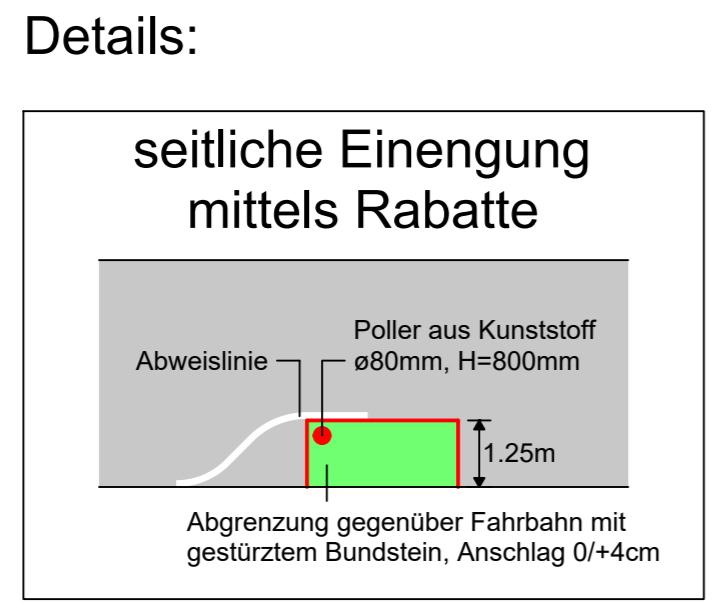 Details:
seitliche Einengung
mittels Rabatte
Poller aus Kunststoff
ø80mm, H=800mm
Abweislinie
1.25m
Abgrenzung gegenüber Fahrbahn mit
gestürztem Bundstein, Anschlag 0/+4cm